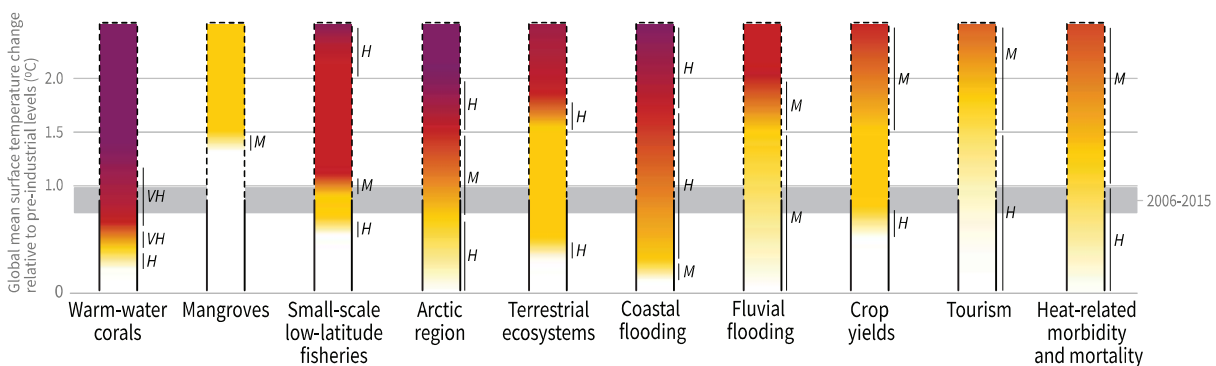 Global mean surface temperature change
relative to pre-industrial levels (ºC)
2.0
1.5
1.0
0
2006-2015
VH
VH
H
M
H
M
H
H
M
H
H
H
H
H
M
M
M
M
H
M
H
M
H
Warm-water
corals
Mangroves
Small-scale
low-latitude
fisheries
Arctic
region
Terrestrial
ecosystems
Coastal
flooding
Fluvial
flooding
Crop
yields
Tourism
Heat-related
morbidity
and mortality